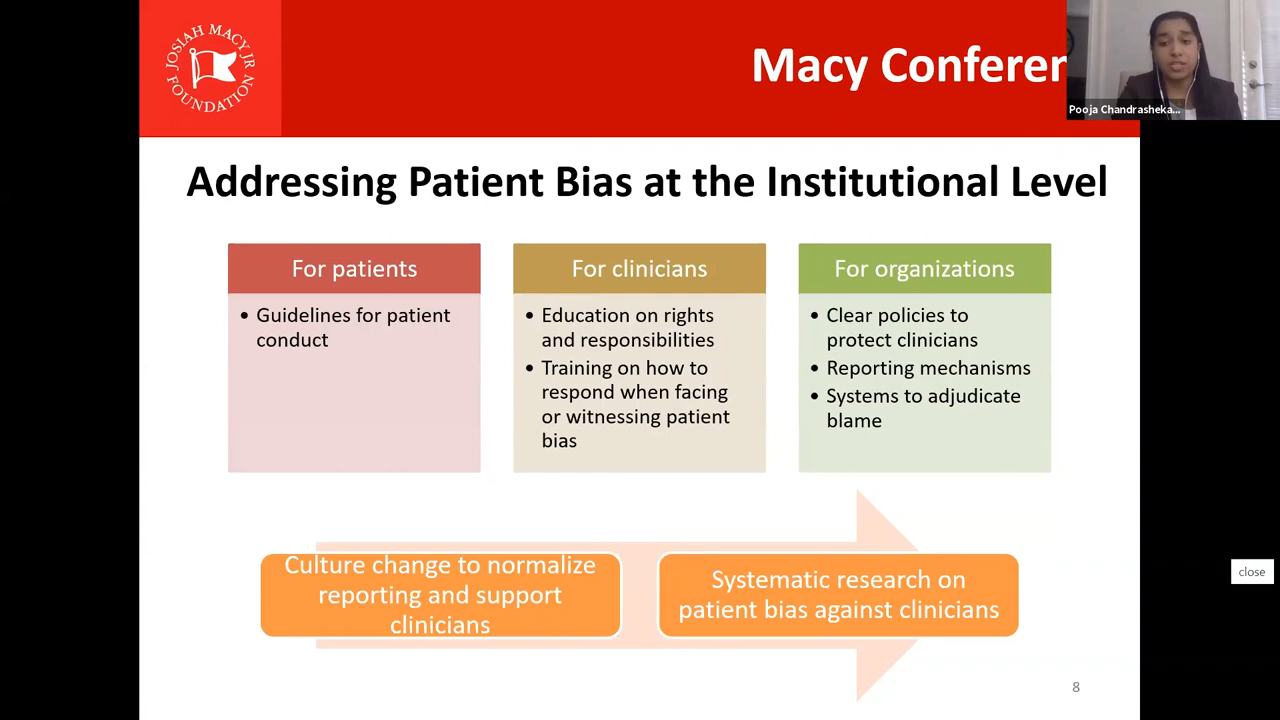 JOSIAH MACY JR
FOUNDATION
Macy Conferen
Pooja Chandrasheka...
Addressing Patient Bias at the Institutional Level
For patients
• Guidelines for patient
conduct
For clinicians
• Education on rights
and responsibilities
• Training on how to
respond when facing
or witnessing patient
bias
For organizations
• Clear policies to
protect clinicians
• Reporting mechanisms
• Systems to adjudicate
blame
Culture change to normalize
reporting and support
clinicians
Systematic research on
patient bias against clinicians
close
8